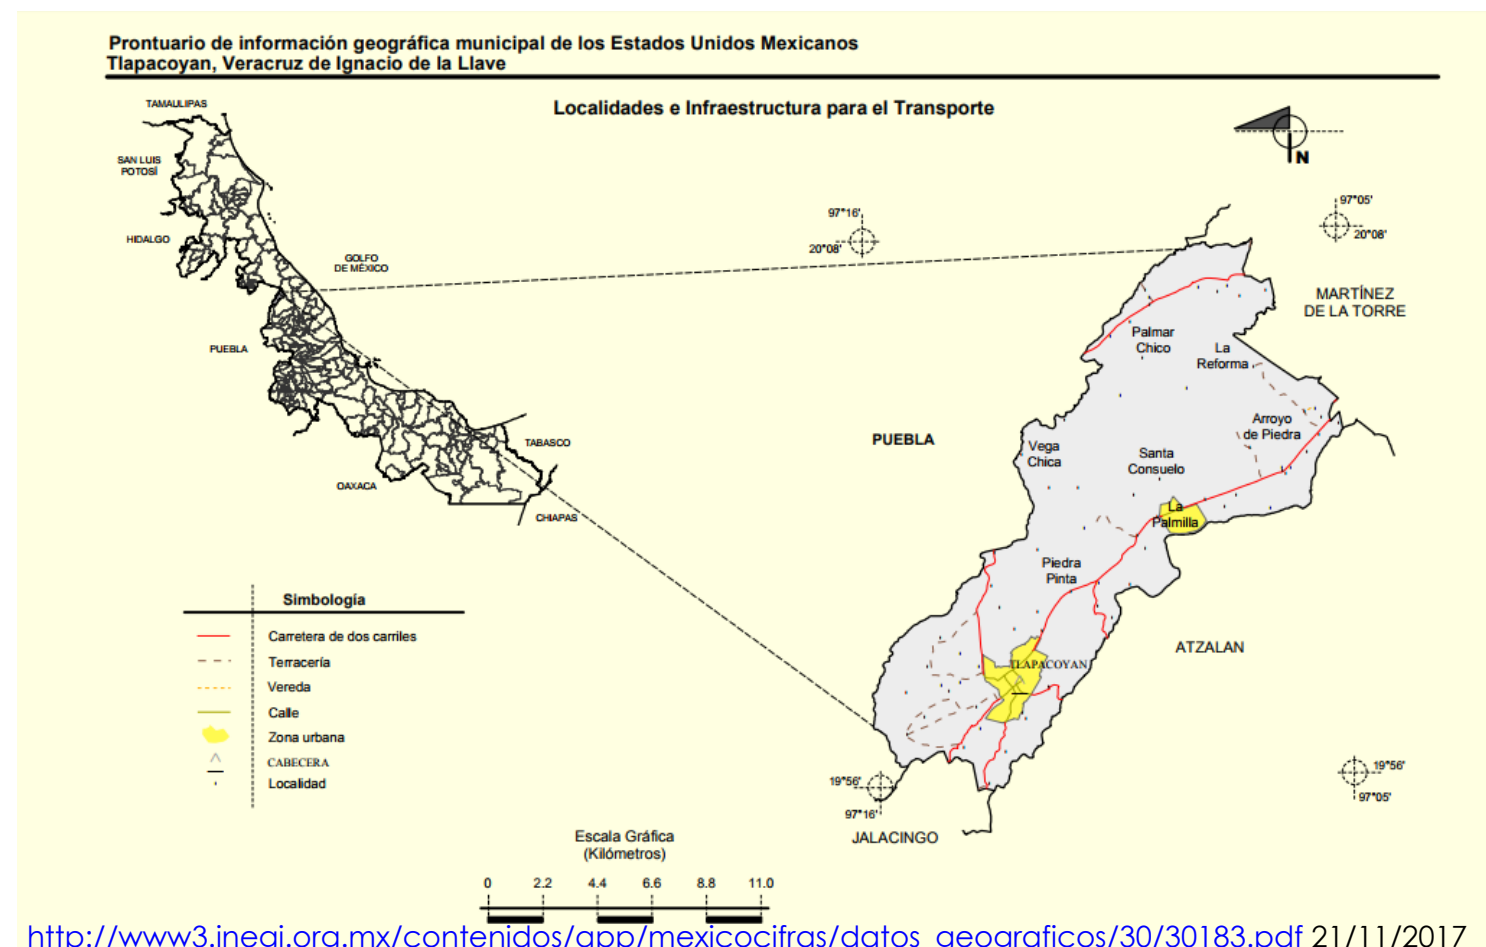 Prontuario de información geográfica municipal de los Estados Unidos Mexicanos
Tlapacoyan, Veracruz de Ignacio de la Llave
Localidades e Infraestructura para el Transporte
TAMAULIPAS
SAN LUIS
POTOSÍ
HIDALGO
GOLFO
DE MÉXICO
PUEBLA
TABASCO
OAXACA
CHIAPAS
N
97°16'
20°08'
97°05'
20°08'
MARTÍNEZ
DE LA TORRE
Palmar
Chico
La
Reforma
Arroyo
de Piedra
PUEBLA
Vega
Chica
Santa
Consuelo
La
Palmilla
Piedra
Pinta
ATZALAN
TLAPACOYAN
19°56'
97°16'
19°56'
97°05'
JALACINGO
Simbología
Carretera de dos carriles
Terracería
Vereda
Calle
Zona urbana
CABECERA
Localidad
Escala Gráfica
(Kilómetros)
0 2.2 4.4 6.6 8.8 11.0
http://www3.inegi.org.mx/contenidos/app/mexicocifras/datos_geograficos/30/30183.pdf 21/11/2017